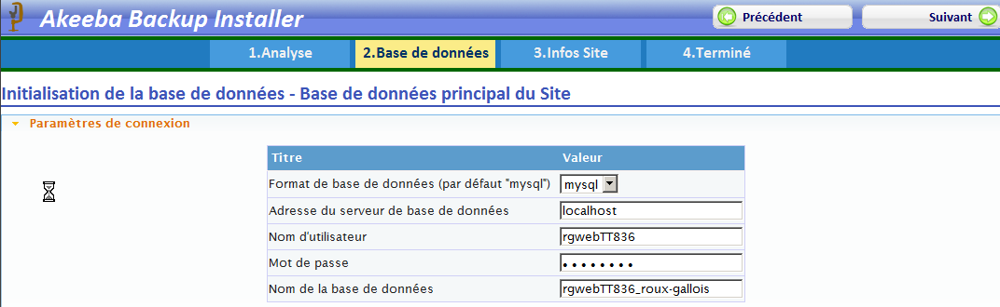 Akeeba Backup Installer
Précédent
Suivant
1.Analyse
2.Base de données
3.Infos Site
4.Terminé
Initialisation de la base de données - Base de données principal du Site
Paramètres de connexion
Titre Valeur
Format de base de données (par défaut "mysql") mysql
Adresse du serveur de base de données localhost
Nom d'utilisateur rgwebTT836
Mot de passe ••••••••
Nom de la base de données rgwebTT836_roux-gallois